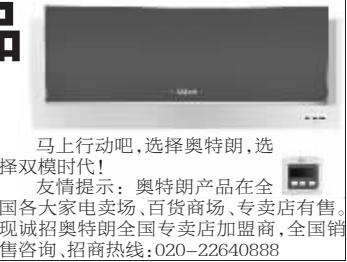 品
马上行动吧，选择奥特朗，选
择双模时代！
友情提示：奥特朗产品在全
国各大家电卖场、百货商场、专卖店有售。
现诚招奥特朗全国专卖店加盟商，全国销
售咨询、招商热线：020-22640888